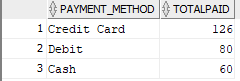 PAYMENT_METHOD TOTALPAID
1 Credit Card 126
2 Debit 80
3 Cash 60